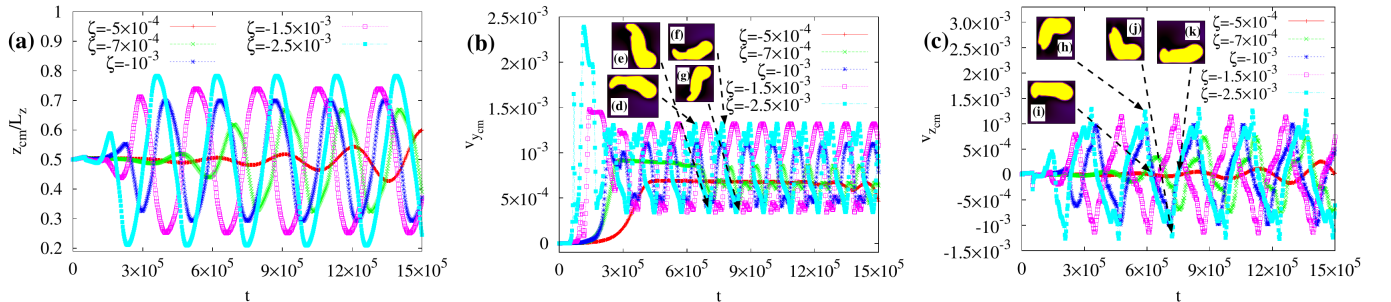 (a)
ζ=-5×10⁻⁴
ζ=-7×10⁻⁴
ζ=-10⁻³
ζ=-1.5×10⁻³
ζ=-2.5×10⁻³
z_cm/L_z
1
0.9
0.8
0.7
0.6
0.5
0.4
0.3
0.2
0 3×10⁵ 6×10⁵ 9×10⁵ 12×10⁵ 15×10⁵
t
(b)
(e)
(f)
(d)
(g)
ζ=-5×10⁻⁴
ζ=-7×10⁻⁴
ζ=-10⁻³
ζ=-1.5×10⁻³
ζ=-2.5×10⁻³
v_y_cm
2.5×10⁻³
2×10⁻³
1.5×10⁻³
1×10⁻³
5×10⁻⁴
0
0 3×10⁵ 6×10⁵ 9×10⁵ 12×10⁵ 15×10⁵
t
(c)
(h)
(j)
(k)
(i)
ζ=-5×10⁻⁴
ζ=-7×10⁻⁴
ζ=-10⁻³
ζ=-1.5×10⁻³
ζ=-2.5×10⁻³
v_z_cm
3×10⁻³
2.5×10⁻³
2×10⁻³
1.5×10⁻³
1×10⁻³
5×10⁻⁴
0
-5×10⁻⁴
-1×10⁻³
-1.5×10⁻³
0 3×10⁵ 6×10⁵ 9×10⁵ 12×10⁵ 15×10⁵
t